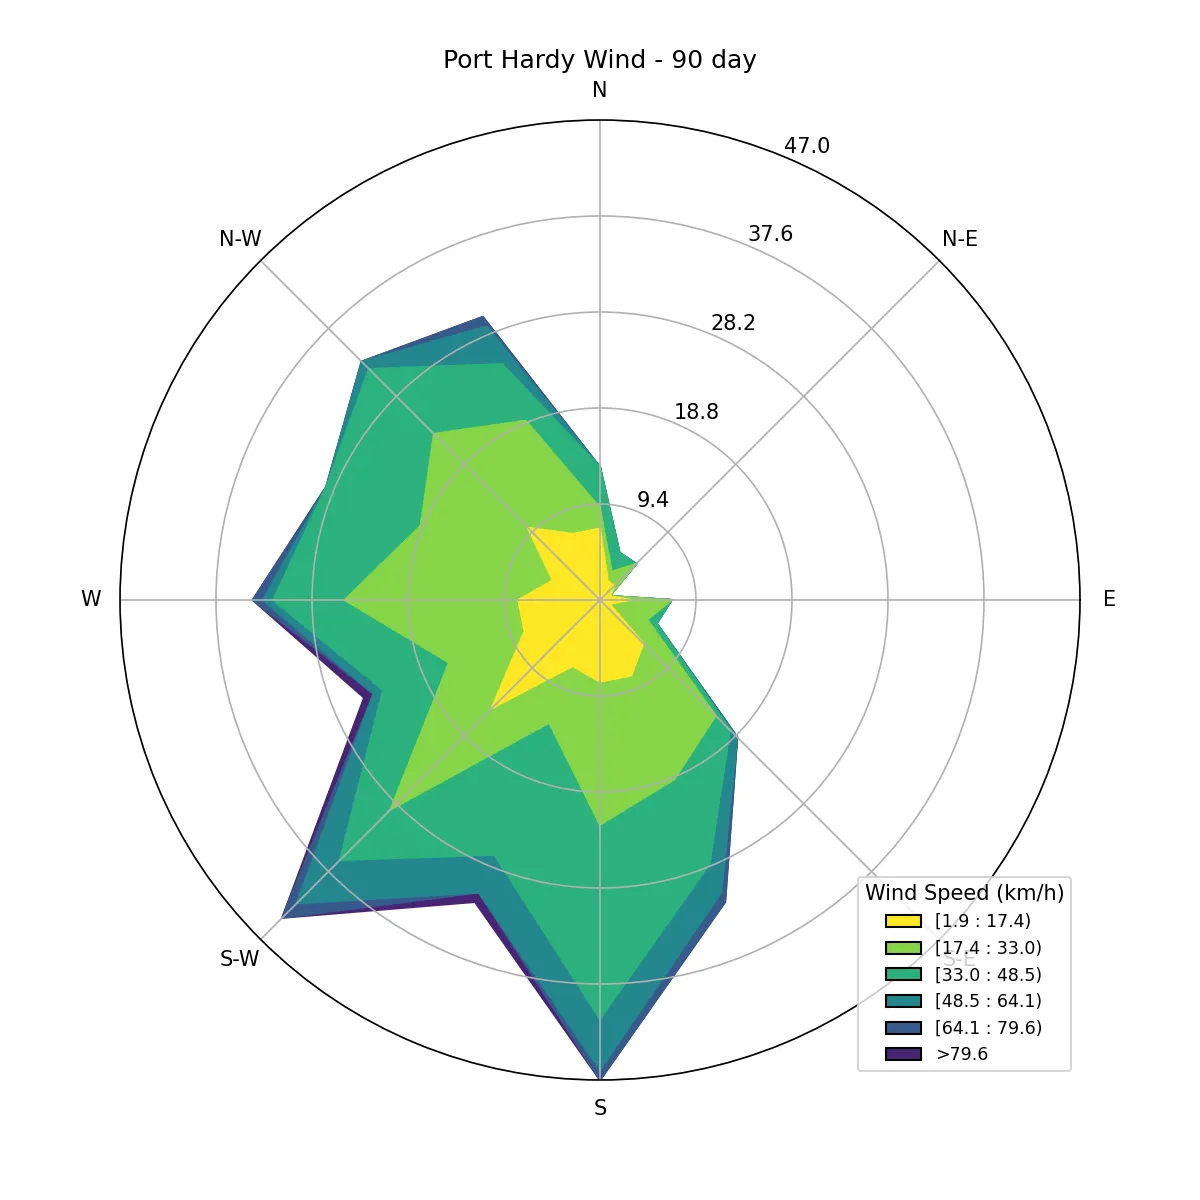 Port Hardy Wind - 90 day
N
47.0
N-W
37.6
N-E
28.2
18.8
9.4
W
E
S-W
S-E
S
Wind Speed (km/h)
[1.9 : 17.4)
[17.4 : 33.0)
[33.0 : 48.5)
[48.5 : 64.1)
[64.1 : 79.6)
>79.6